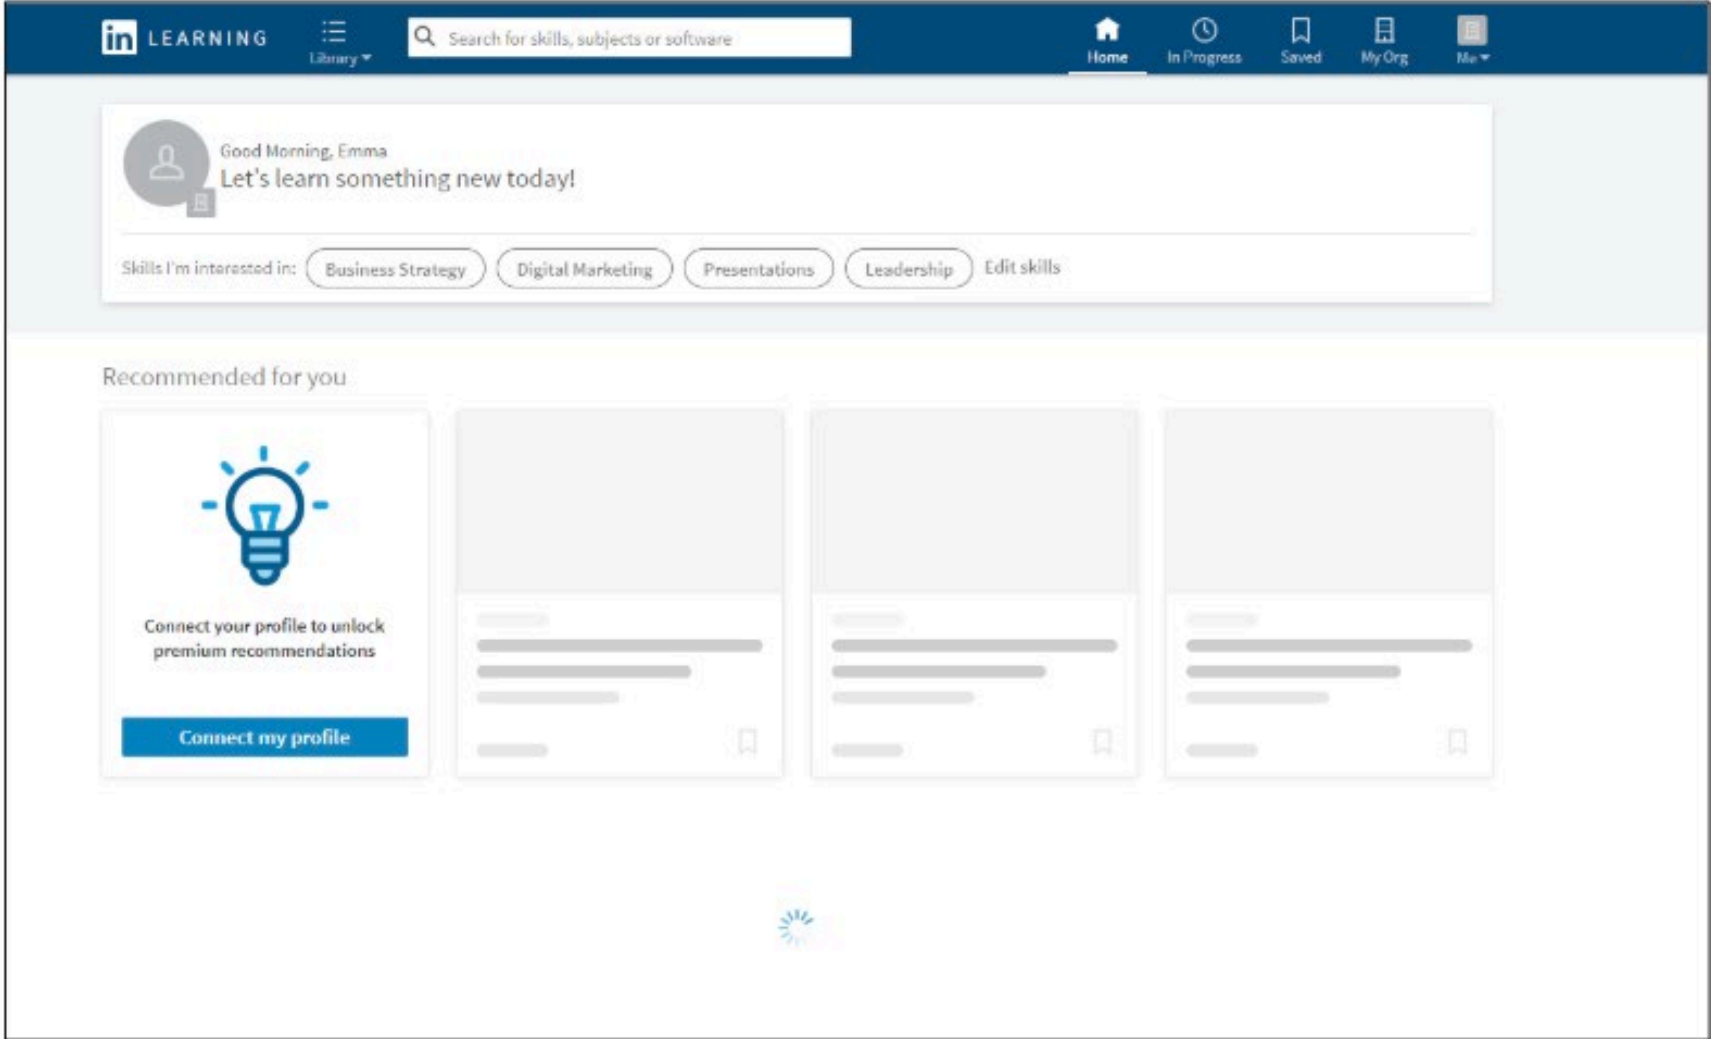 in LEARNING
Library
Search for skills, subjects or software
Home
In Progress
Saved
My Org
Me
Good Morning, Emma
Let's learn something new today!
Skills I'm interested in: Business Strategy Digital Marketing Presentations Leadership Edit skills
Recommended for you
Connect your profile to unlock
premium recommendations
Connect my profile